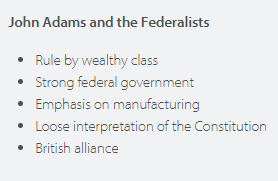 John Adams and the Federalists
• Rule by wealthy class
• Strong federal government
• Emphasis on manufacturing
• Loose interpretation of the Constitution
• British alliance